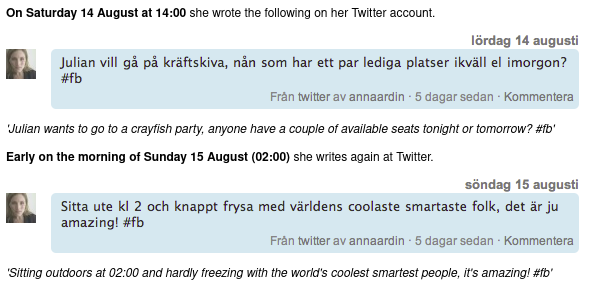 On Saturday 14 August at 14:00 she wrote the following on her Twitter account.
lördag 14 augusti
Julian vill gå på kräftskiva, nån som har ett par lediga platser ikväll el imorgon?
#fb
Från twitter av annaardin · 5 dagar sedan · Kommentera
'Julian wants to go to a crayfish party, anyone have a couple of available seats tonight or tomorrow? #fb'
Early on the morning of Sunday 15 August (02:00) she writes again at Twitter.
söndag 15 augusti
Sitta ute kl 2 och knappt frysa med världens coolaste smartaste folk, det är ju
amazing! #fb
Från twitter av annaardin · 5 dagar sedan · Kommentera
'Sitting outdoors at 02:00 and hardly freezing with the world's coolest smartest people, it's amazing! #fb'